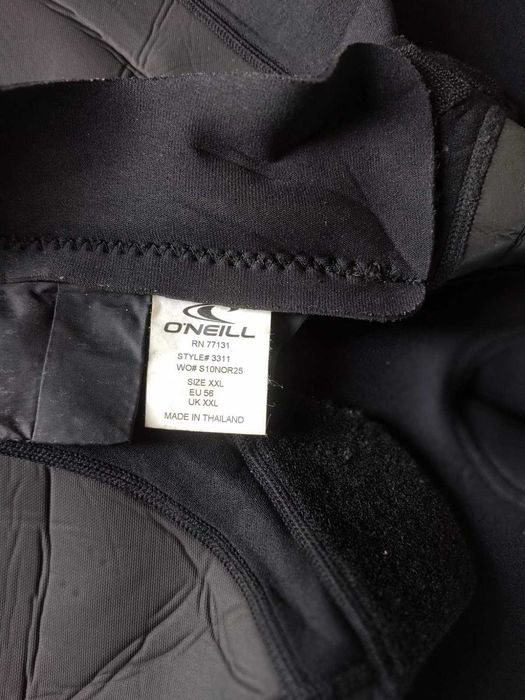 O'NEILL
RN 77131
STYLE# 3311
WO# S10NOR25
SIZE XXL
EU 56
UK XXL
MADE IN THAILAND